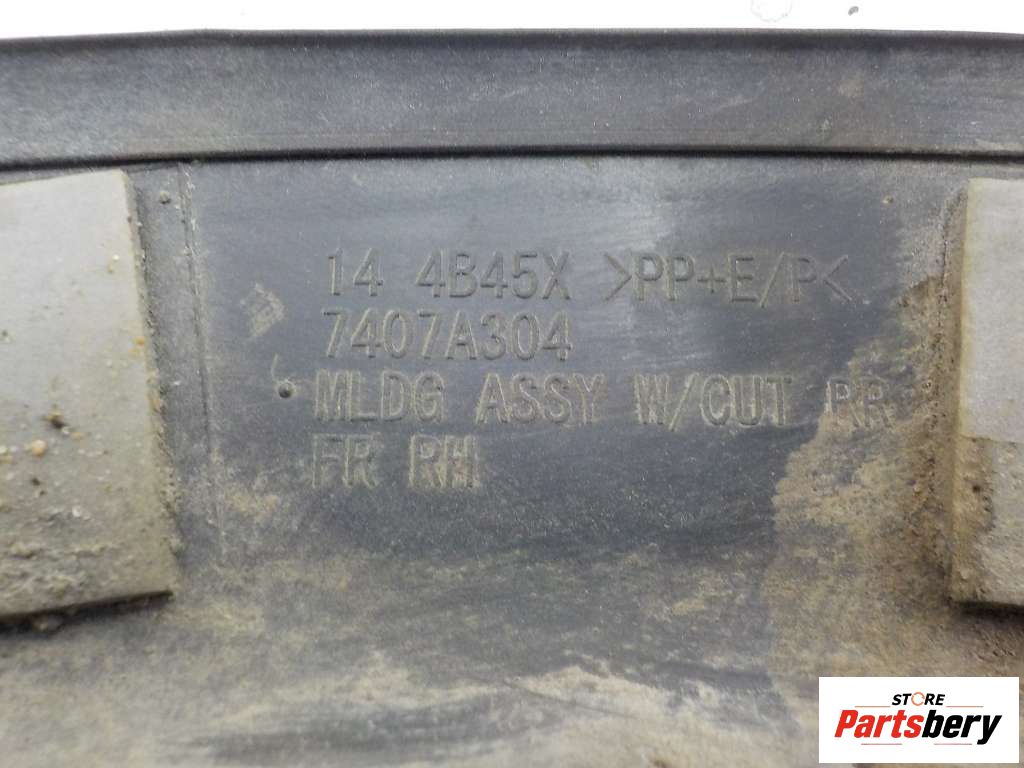 14 4B45X >PP+E/P<
7407A304
MLDG ASSY W/CUT RR
FR RH
STORE
Partsbery